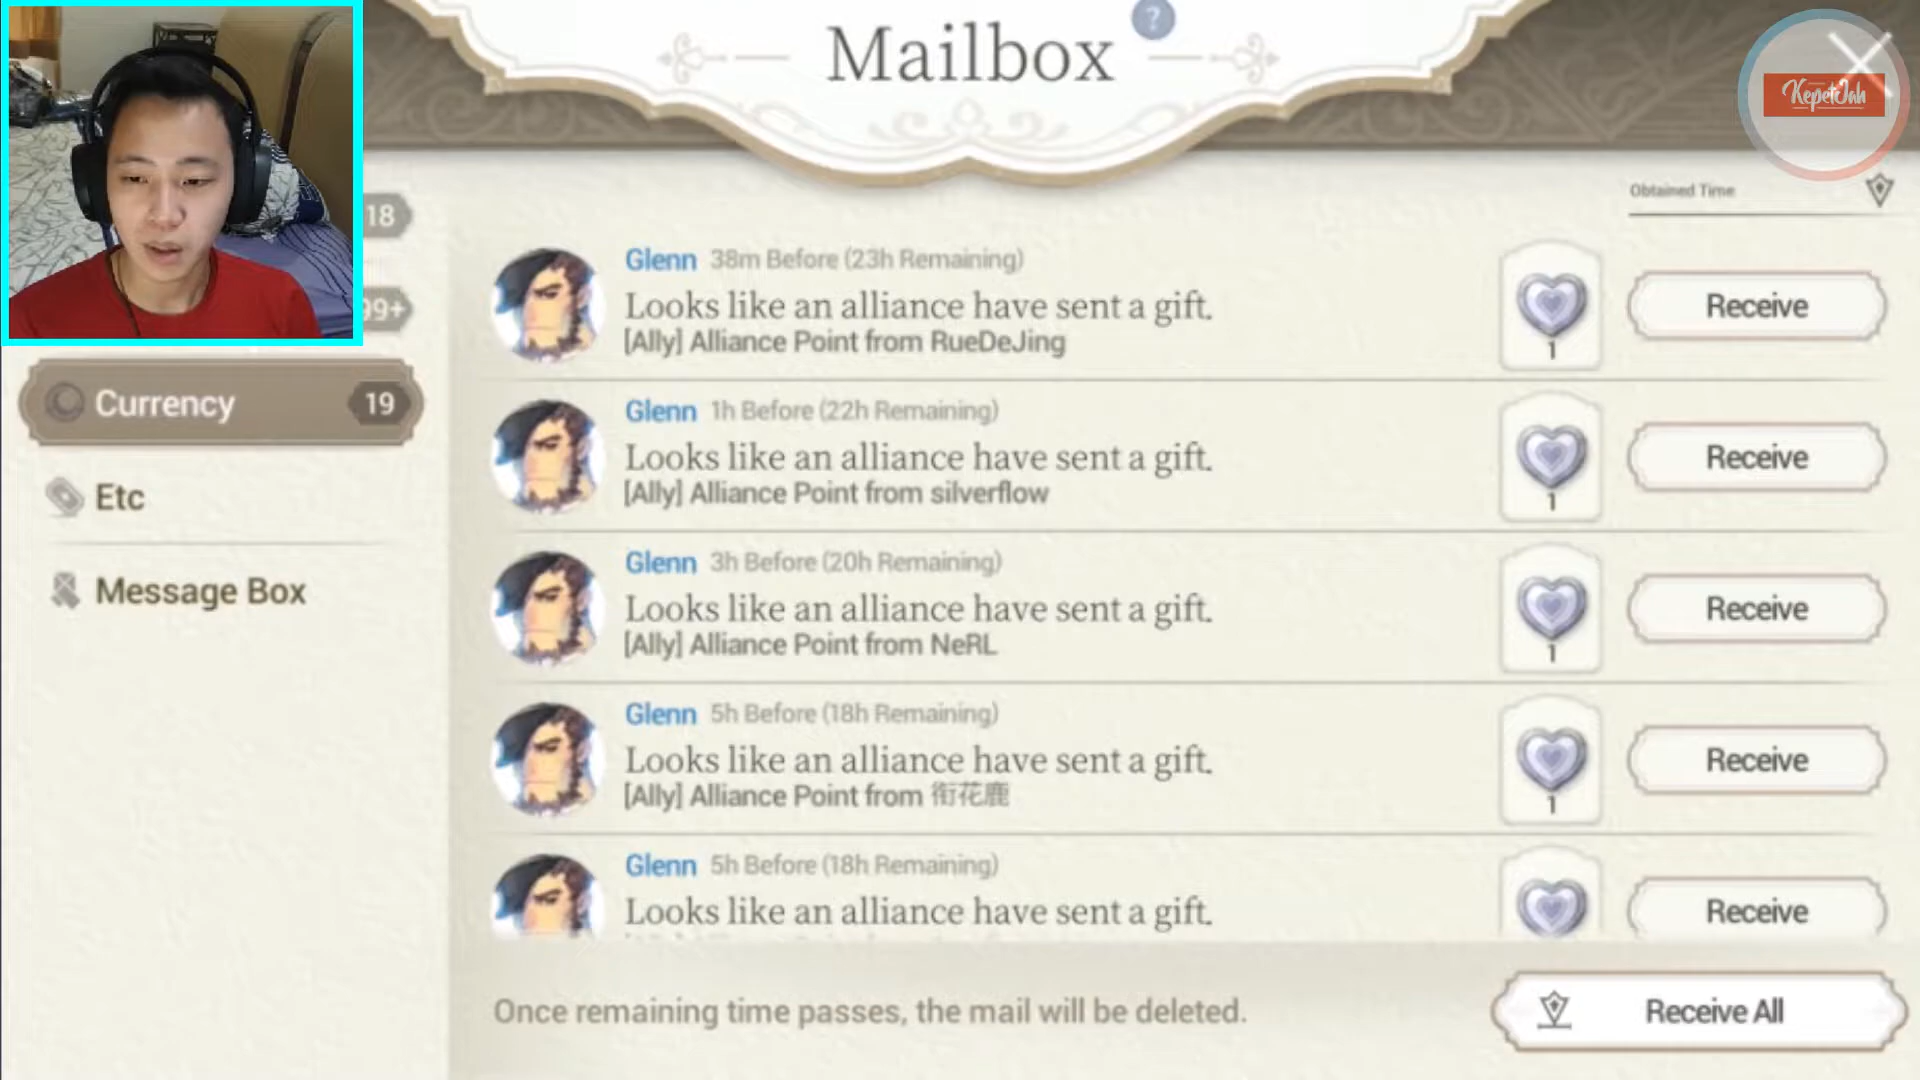 Mailbox
?
KepetJah
Obtained Time
18
99+
Currency 19
Etc
Message Box
Glenn 38m Before (23h Remaining)
Looks like an alliance have sent a gift.
[Ally] Alliance Point from RueDeJing
1
Receive
Glenn 1h Before (22h Remaining)
Looks like an alliance have sent a gift.
[Ally] Alliance Point from silverflow
1
Receive
Glenn 3h Before (20h Remaining)
Looks like an alliance have sent a gift.
[Ally] Alliance Point from NeRL
1
Receive
Glenn 5h Before (18h Remaining)
Looks like an alliance have sent a gift.
[Ally] Alliance Point from 衔花鹿
1
Receive
Glenn 5h Before (18h Remaining)
Looks like an alliance have sent a gift.
Receive
Once remaining time passes, the mail will be deleted.
Receive All